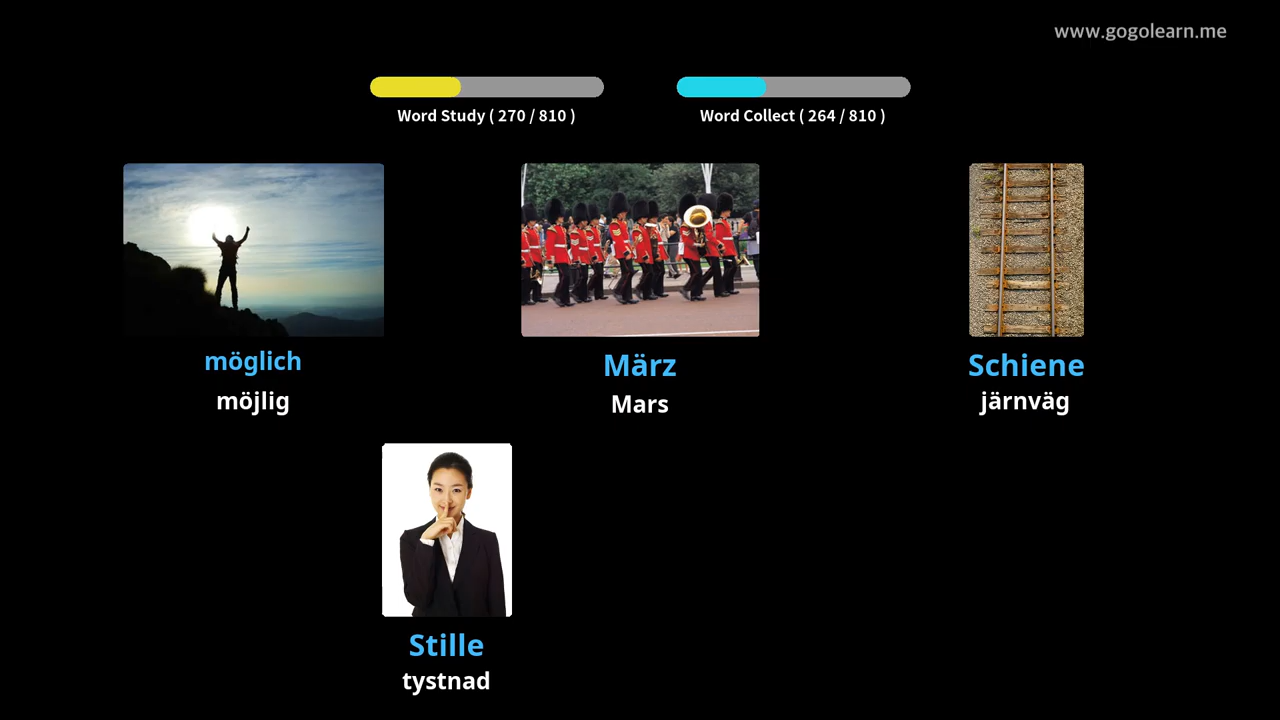 www.gogolearn.me
Word Study ( 270 / 810 )
Word Collect ( 264 / 810 )
möglich
möjlig
März
Mars
Schiene
järnväg
Stille
tystnad